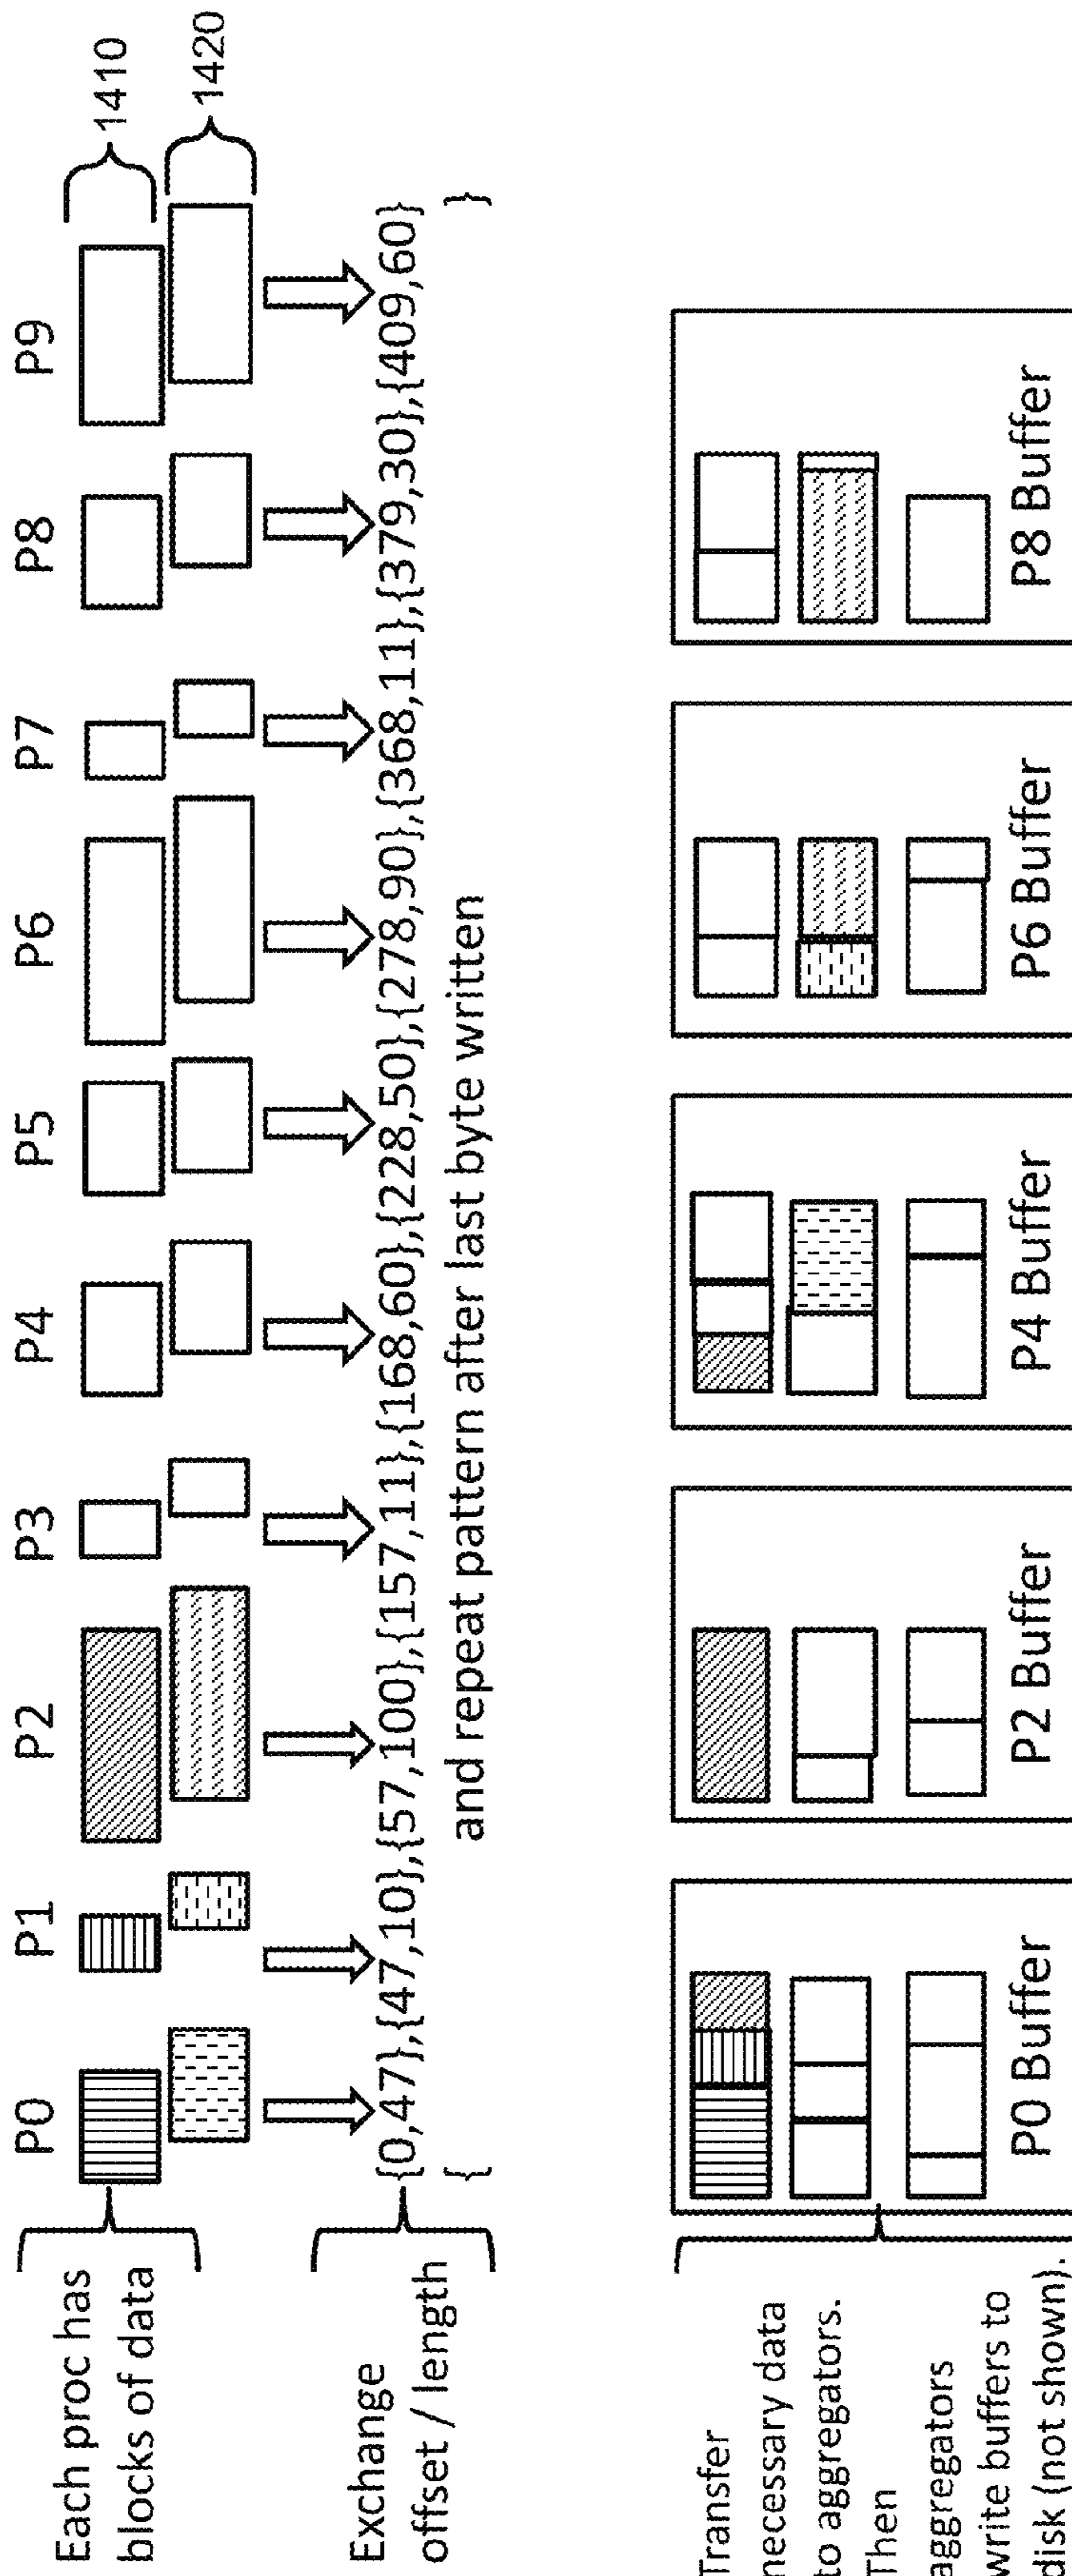 P0 P1 P2 P3 P4 P5 P6 P7 P8 P9
1410
1420
Each proc has
blocks of data
Exchange
offset / length
{0,47},{47,10},{57,100},{157,11},{168,60},{228,50},{278,90},{368,11},{379,30},{409,60}
{ and repeat pattern after last byte written }
Transfer
necessary data
to aggregators.
Then
aggregators
write buffers to
disk (not shown).
P0 Buffer
P2 Buffer
P4 Buffer
P6 Buffer
P8 Buffer